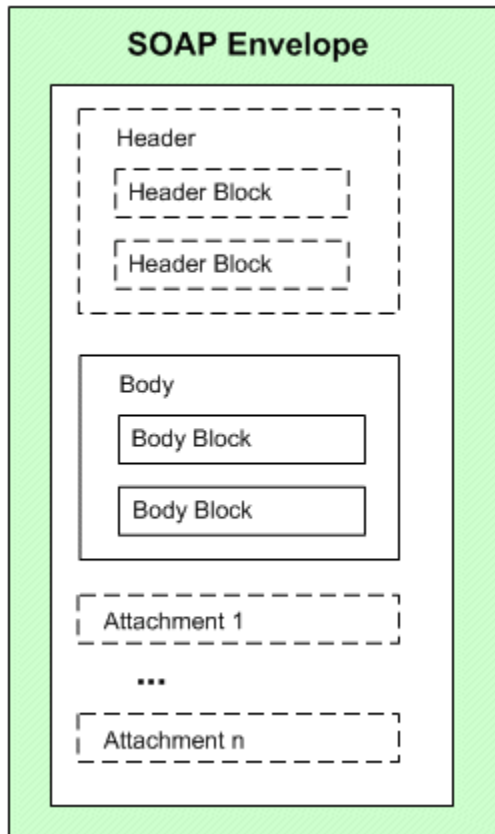 SOAP Envelope
Header
Header Block
Header Block
Body
Body Block
Body Block
Attachment 1
...
Attachment n